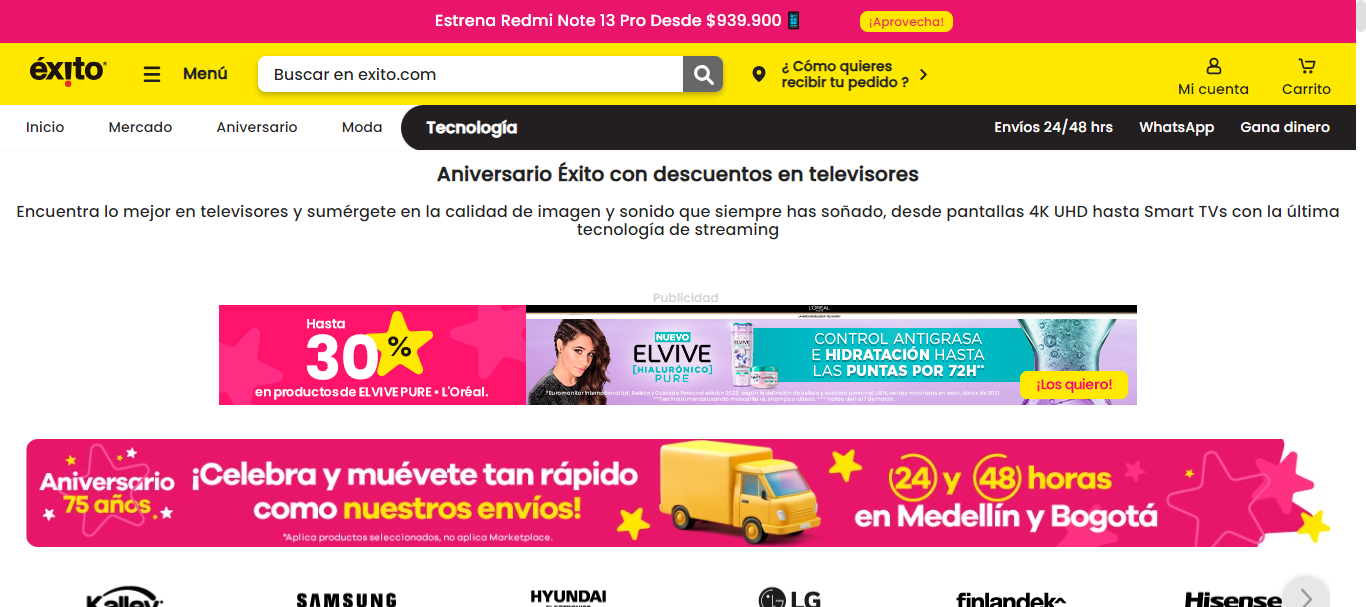 Estrena Redmi Note 13 Pro Desde $939.900
¡Aprovecha!
éxito
Menú
Buscar en exito.com
¿ Cómo quieres
recibir tu pedido ?
Mi cuenta
Carrito
Inicio
Mercado
Aniversario
Moda
Tecnología
Envíos 24/48 hrs
WhatsApp
Gana dinero
Aniversario Éxito con descuentos en televisores
Encuentra lo mejor en televisores y sumérgete en la calidad de imagen y sonido que siempre has soñado, desde pantallas 4K UHD hasta Smart TVs con la última
tecnología de streaming
Publicidad
Hasta
30%
en productos de ELVIVE PURE • L'Oréal.
L'ORÉAL
NUEVO
ELVIVE
[HIALURÓNICO]
PURE
CONTROL ANTIGRASA
E HIDRATACIÓN HASTA
LAS PUNTAS POR 72H**
¡Los quiero!
Aniversario
75 años
¡Celebra y muévete tan rápido
como nuestros envíos!
*Aplica productos seleccionados, no aplica Marketplace.
24 y 48 horas
en Medellín y Bogotá
Kalley
SAMSUNG
HYUNDAI
LG
finlandek
Hisense